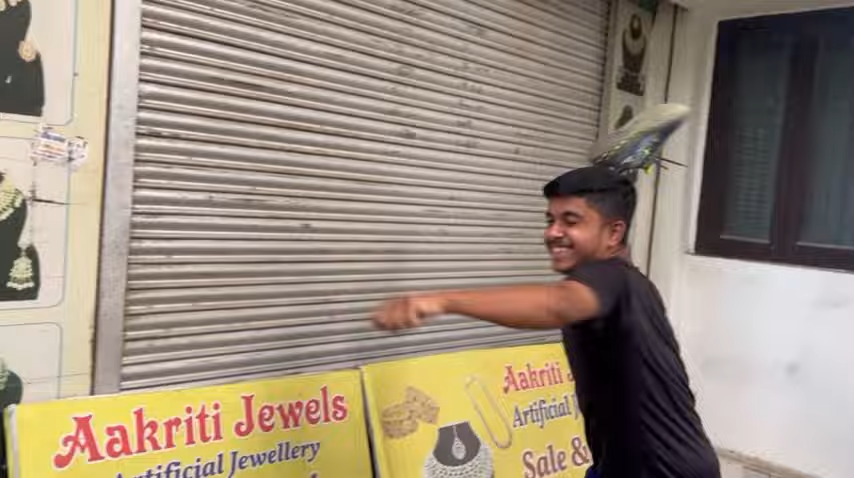 Aakriti Jewels
Artificial Jewellery
Aakriti
Artificial
Sale &